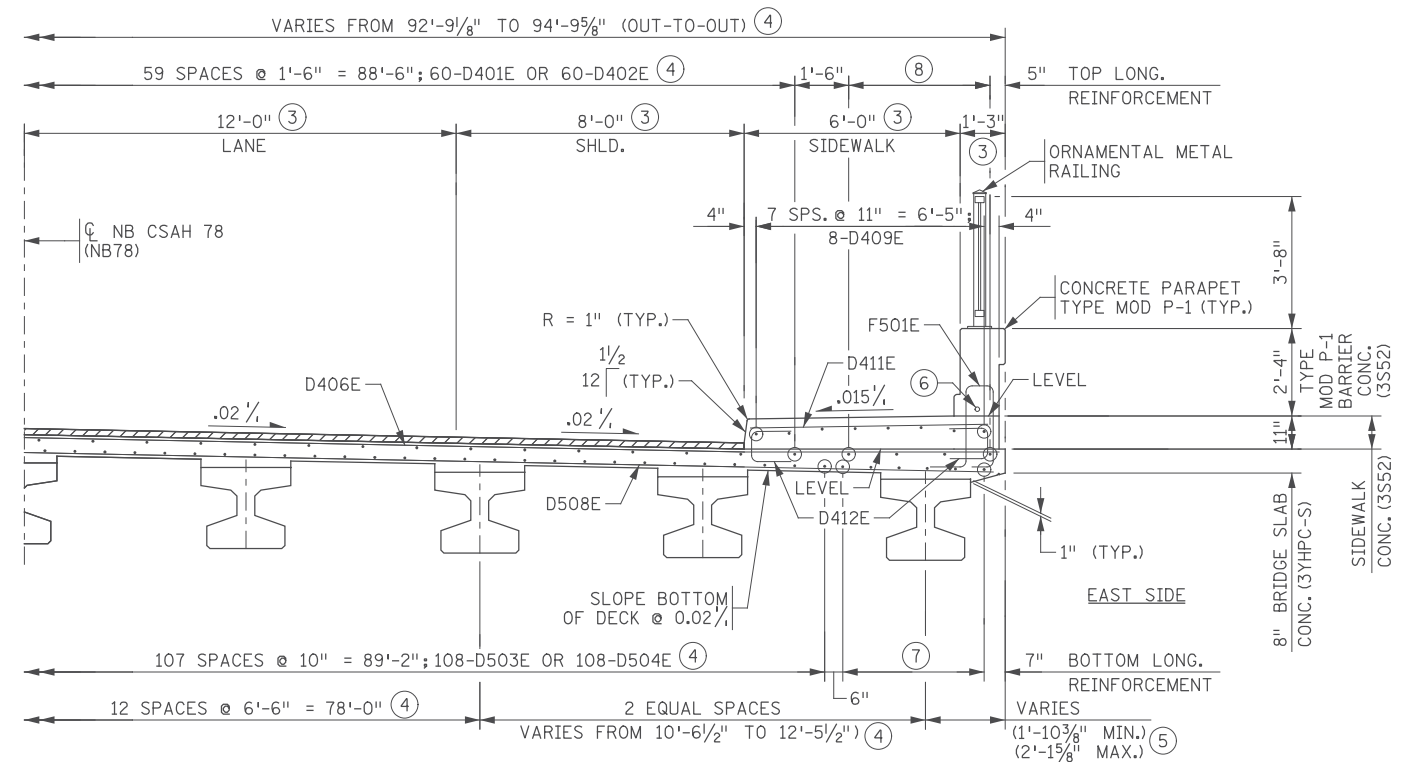 VARIES FROM 92'-9⅛" TO 94'-9⅝" (OUT-TO-OUT) 4
59 SPACES @ 1'-6" = 88'-6"; 60-D401E OR 60-D402E 4
1'-6"
8
5" TOP LONG.
REINFORCEMENT
12'-0" 3
LANE
8'-0" 3
SHLD.
6'-0" 3
SIDEWALK
1'-3"
3
ORNAMENTAL METAL
RAILING
4"
7 SPS. @ 11" = 6'-5";
8-D409E
4"
℄ NB CSAH 78
(NB78)
3'-8"
CONCRETE PARAPET
TYPE MOD P-1 (TYP.)
R = 1" (TYP.)
F501E
1½
12 (TYP.)
D411E
6
LEVEL
2'-4"
TYPE
MOD P-1
BARRIER
CONC.
(3S52)
D406E
.02'/'
.02'/'
.015'/'
11"
D508E
LEVEL
D412E
1" (TYP.)
SLOPE BOTTOM
OF DECK @ 0.02'/'
EAST SIDE
8" BRIDGE SLAB
CONC. (3YHPC-S)
SIDEWALK
CONC. (3S52)
107 SPACES @ 10" = 89'-2"; 108-D503E OR 108-D504E 4
6"
7
7" BOTTOM LONG.
REINFORCEMENT
12 SPACES @ 6'-6" = 78'-0" 4
2 EQUAL SPACES
VARIES FROM 10'-6½" TO 12'-5½") 4
VARIES
(1'-10⅜" MIN.)
(2'-1⅝" MAX.) 5